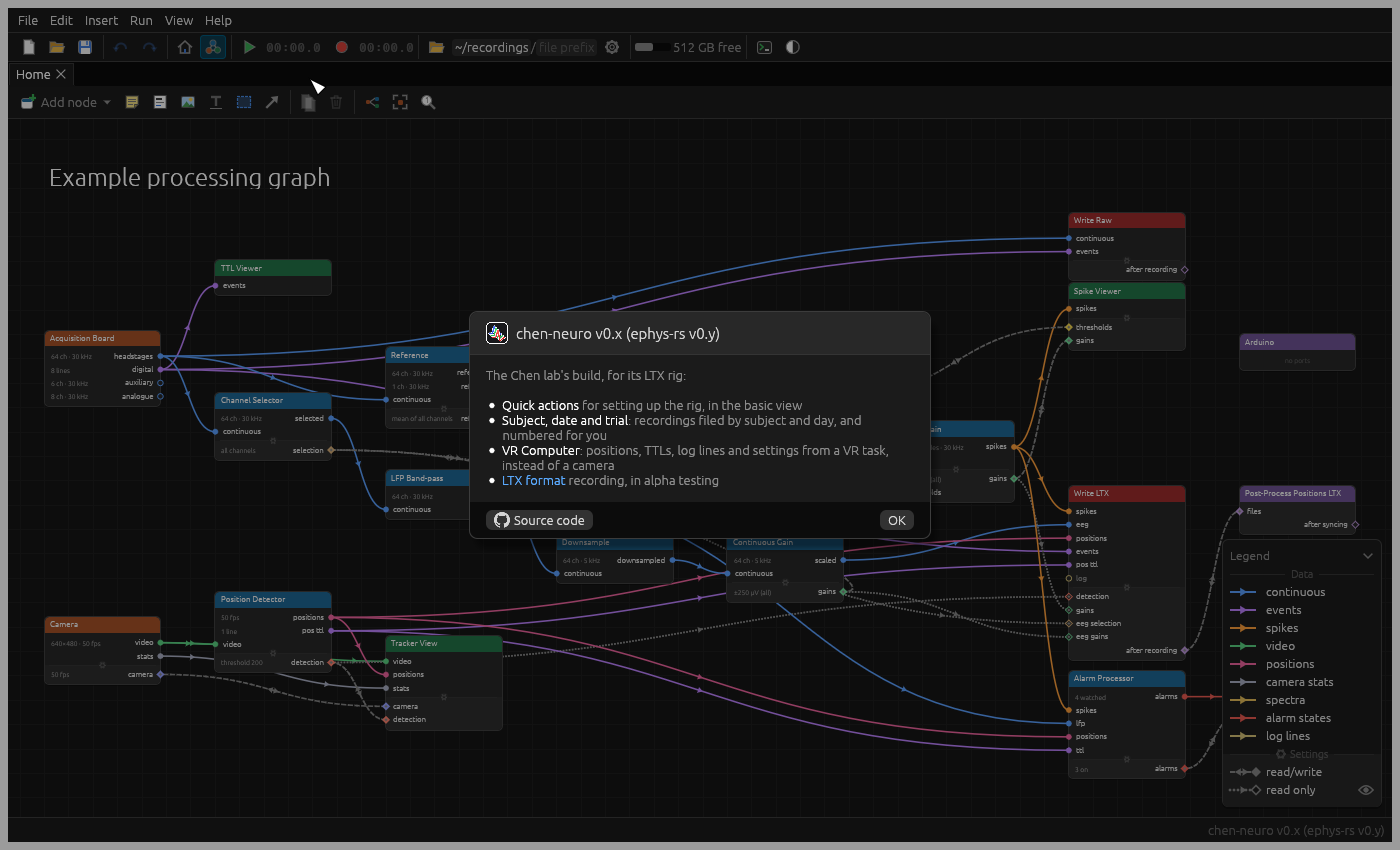 File Edit Insert Run View Help
00:00.0 00:00.0 ~/recordings/file prefix 512 GB free
Home
Add node
Example processing graph
Write Raw
continuous
events
after recording
TTL Viewer
events
Spike Viewer
spikes
thresholds
gains
Acquisition Board
64 ch · 30 kHz headstages
8 lines digital
6 ch · 30 kHz auxiliary
8 ch · 30 kHz analogue
Reference
64 ch · 30 kHz
1 ch · 30 kHz
continuous
mean of all channels
Arduino
no ports
Channel Selector
64 ch · 30 kHz selected
continuous
all channels selection
LFP Band-pass
64 ch · 30 kHz
continuous
chen-neuro v0.x (ephys-rs v0.y)
The Chen lab's build, for its LTX rig:
Quick actions for setting up the rig, in the basic view
Subject, date and trial: recordings filed by subject and day, and
numbered for you
VR Computer: positions, TTLs, log lines and settings from a VR task,
instead of a camera
LTX format recording, in alpha testing
Source code OK
spikes
gains
Write LTX
spikes
eeg
positions
events
pos ttl
log
detection
gains
eeg selection
eeg gains
after recording
Post-Process Positions LTX
files
after syncing
Downsample
64 ch · 5 kHz downsampled
continuous
Continuous Gain
64 ch · 5 kHz scaled
continuous
±250 µV (all) gains
Position Detector
50 fps positions
1 line pos ttl
video
threshold 200 detection
Camera
640×480 · 50 fps video
stats
50 fps camera
Tracker View
video
positions
stats
camera
detection
Alarm Processor
4 watched alarms
spikes
lfp
positions
ttl
3 on alarms
Legend
Data
continuous
events
spikes
video
positions
camera stats
spectra
alarm states
log lines
Settings
read/write
read only
chen-neuro v0.x (ephys-rs v0.y)